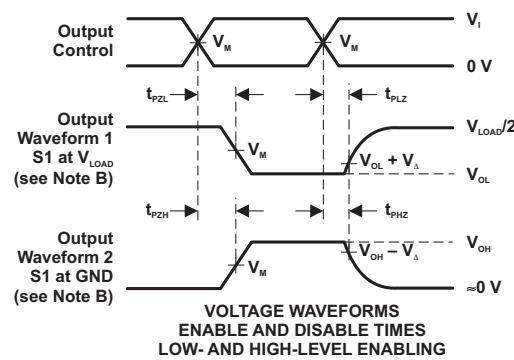 Output
Control
V_M
V_M
V_I
0 V
t_PZL
t_PLZ
Output
Waveform 1
S1 at V_LOAD
(see Note B)
V_M
V_LOAD/2
V_OL + V_Δ
V_OL
t_PZH
t_PHZ
Output
Waveform 2
S1 at GND
(see Note B)
V_M
V_OH
V_OH – V_Δ
≈0 V
VOLTAGE WAVEFORMS
ENABLE AND DISABLE TIMES
LOW- AND HIGH-LEVEL ENABLING